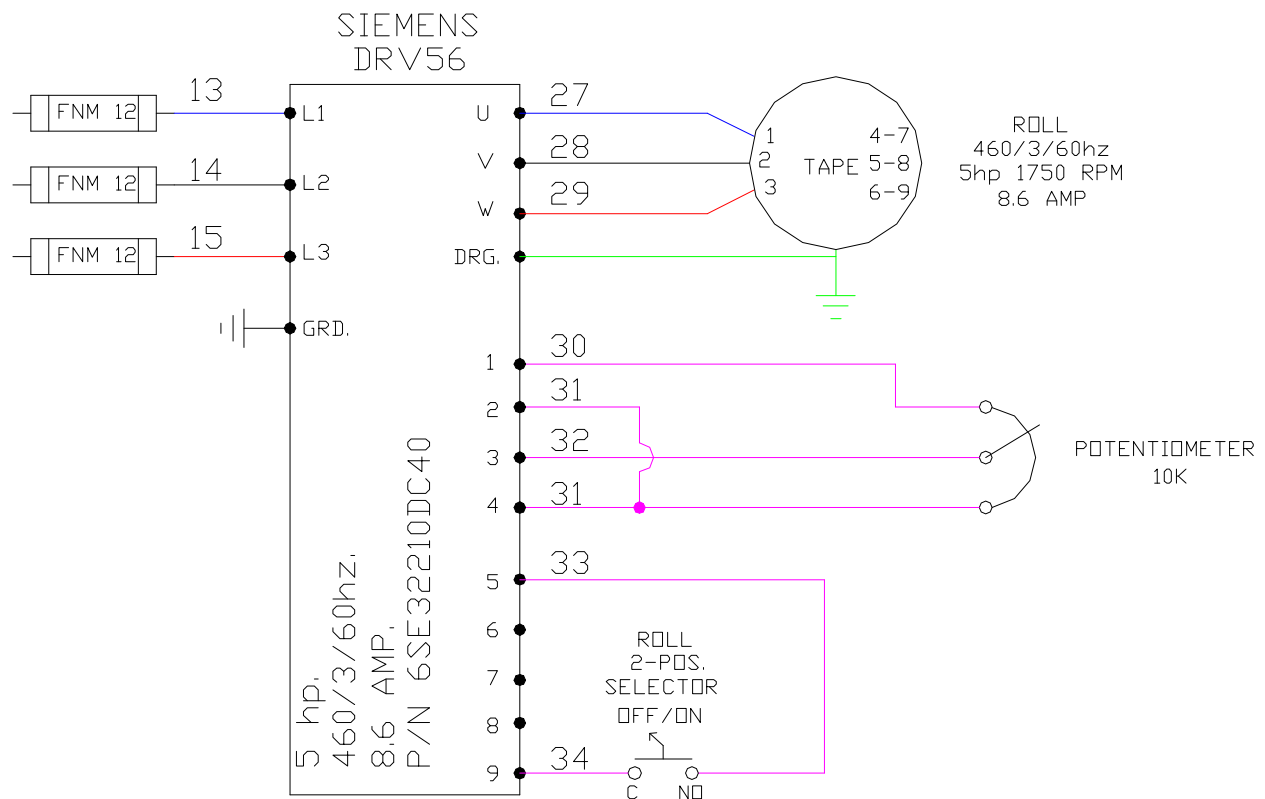 SIEMENS
DRV56
FNM 12
13
L1
FNM 12
14
L2
FNM 12
15
L3
GRD.
U
27
V
28
W
29
DRG.
1
2
3
TAPE
4-7
5-8
6-9
ROLL
460/3/60hz
5hp 1750 RPM
8.6 AMP
1
30
2
31
3
32
4
31
5
33
6
7
8
9
34
POTENTIOMETER
10K
5 hp.
460/3/60hz.
8.6 AMP.
P/N 6SE32210DC40
ROLL
2-POS.
SELECTOR
OFF/ON
C
NO